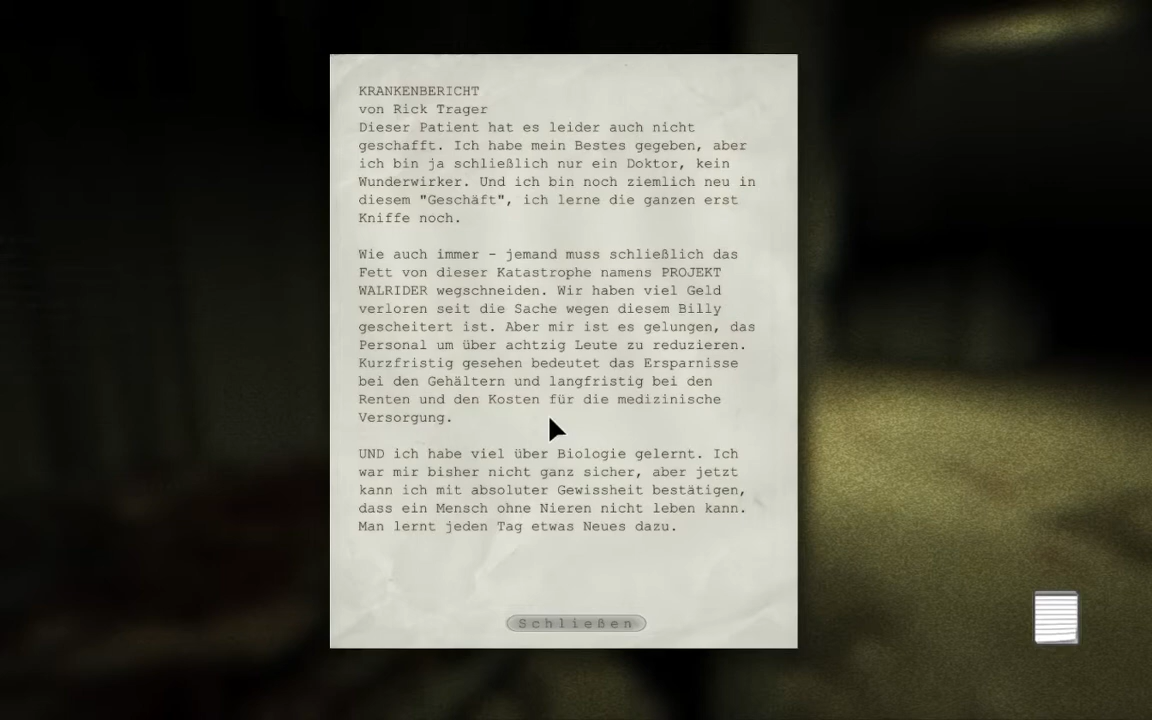 KRANKENBERICHT
von Rick Trager
Dieser Patient hat es leider auch nicht
geschafft. Ich habe mein Bestes gegeben, aber
ich bin ja schließlich nur ein Doktor, kein
Wunderwirker. Und ich bin noch ziemlich neu in
diesem "Geschäft", ich lerne die ganzen erst
Kniffe noch.
Wie auch immer - jemand muss schließlich das
Fett von dieser Katastrophe namens PROJEKT
WALRIDER wegschneiden. Wir haben viel Geld
verloren seit die Sache wegen diesem Billy
gescheitert ist. Aber mir ist es gelungen, das
Personal um über achtzig Leute zu reduzieren.
Kurzfristig gesehen bedeutet das Ersparnisse
bei den Gehältern und langfristig bei den
Renten und den Kosten für die medizinische
Versorgung.
UND ich habe viel über Biologie gelernt. Ich
war mir bisher nicht ganz sicher, aber jetzt
kann ich mit absoluter Gewissheit bestätigen,
dass ein Mensch ohne Nieren nicht leben kann.
Man lernt jeden Tag etwas Neues dazu.
Schließen